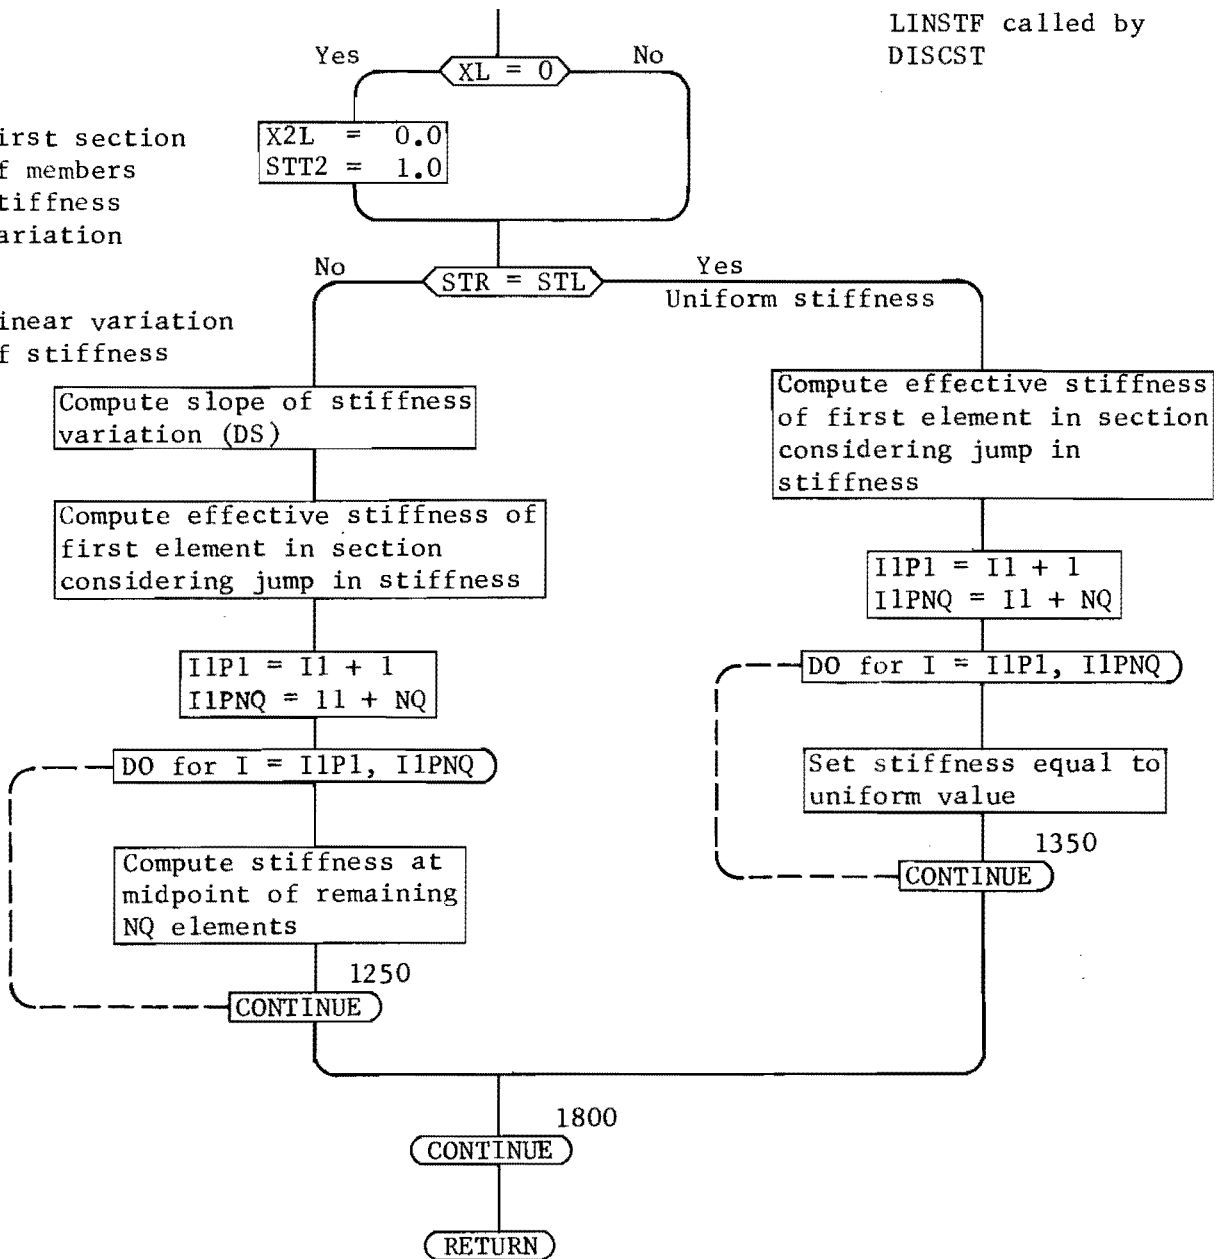 LINSTF called by
DISCST
Yes
XL = 0
No
irst section
f members
tiffness
ariation
X2L = 0.0
STT2 = 1.0
No
STR = STL
Yes
Uniform stiffness
inear variation
f stiffness
Compute slope of stiffness
variation (DS)
Compute effective stiffness of
first element in section
considering jump in stiffness
I1P1 = I1 + 1
I1PNQ = 11 + NQ
DO for I = I1P1, I1PNQ
Compute stiffness at
midpoint of remaining
NQ elements
1250
CONTINUE
Compute effective stiffness
of first element in section
considering jump in
stiffness
I1P1 = I1 + 1
I1PNQ = I1 + NQ
DO for I = I1P1, I1PNQ
Set stiffness equal to
uniform value
1350
CONTINUE
1800
CONTINUE
RETURN